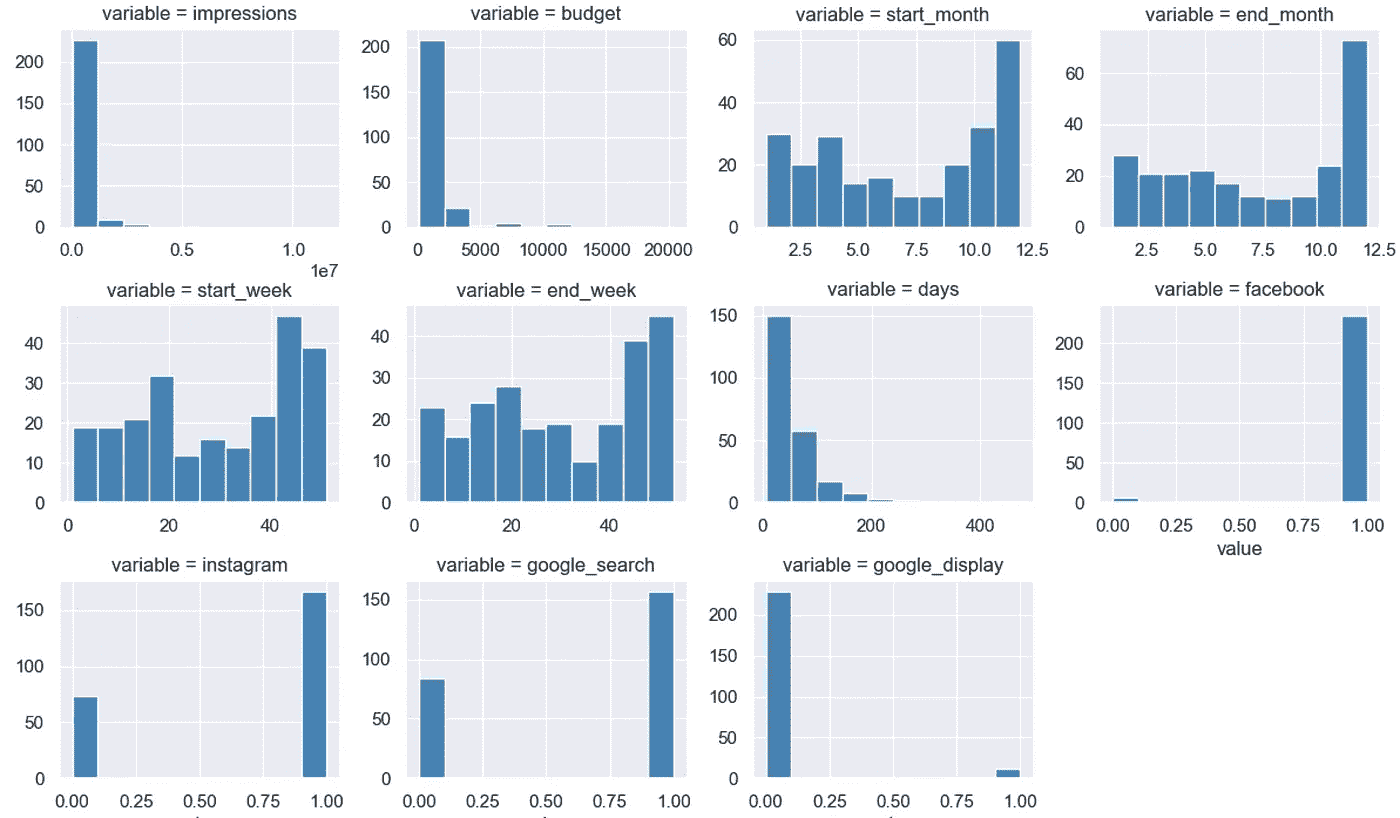 variable = impressions
variable = budget
variable = start_month
variable = end_month
200
150
100
50
0
0.0 0.5 1.0
1e7
200
150
100
50
0
0 5000 10000 15000 20000
60
40
20
0
2.5 5.0 7.5 10.0 12.5
60
40
20
0
2.5 5.0 7.5 10.0 12.5
variable = start_week
variable = end_week
variable = days
variable = facebook
40
30
20
10
0
0 20 40
40
30
20
10
0
0 20 40
150
100
50
0
0 200 400
200
150
100
50
0
0.00 0.25 0.50 0.75 1.00
value
variable = instagram
variable = google_search
variable = google_display
150
100
50
0
0.00 0.25 0.50 0.75 1.00
150
100
50
0
0.00 0.25 0.50 0.75 1.00
200
150
100
50
0
0.00 0.25 0.50 0.75 1.00